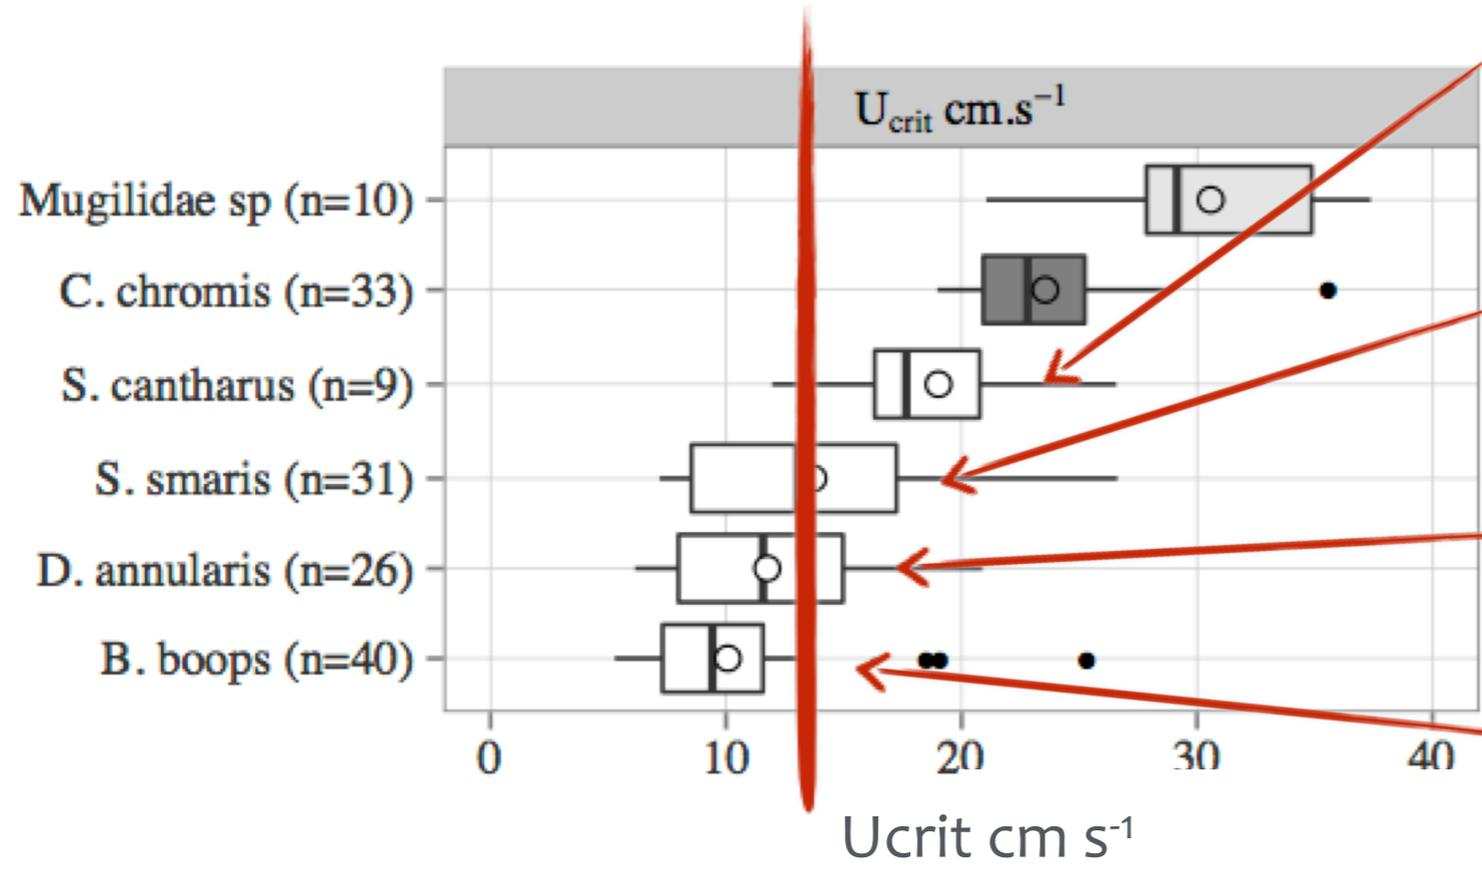 U_crit cm.s⁻¹
Mugilidae sp (n=10)
C. chromis (n=33)
S. cantharus (n=9)
S. smaris (n=31)
D. annularis (n=26)
B. boops (n=40)
0 10 20 30 40
Ucrit cm s⁻¹